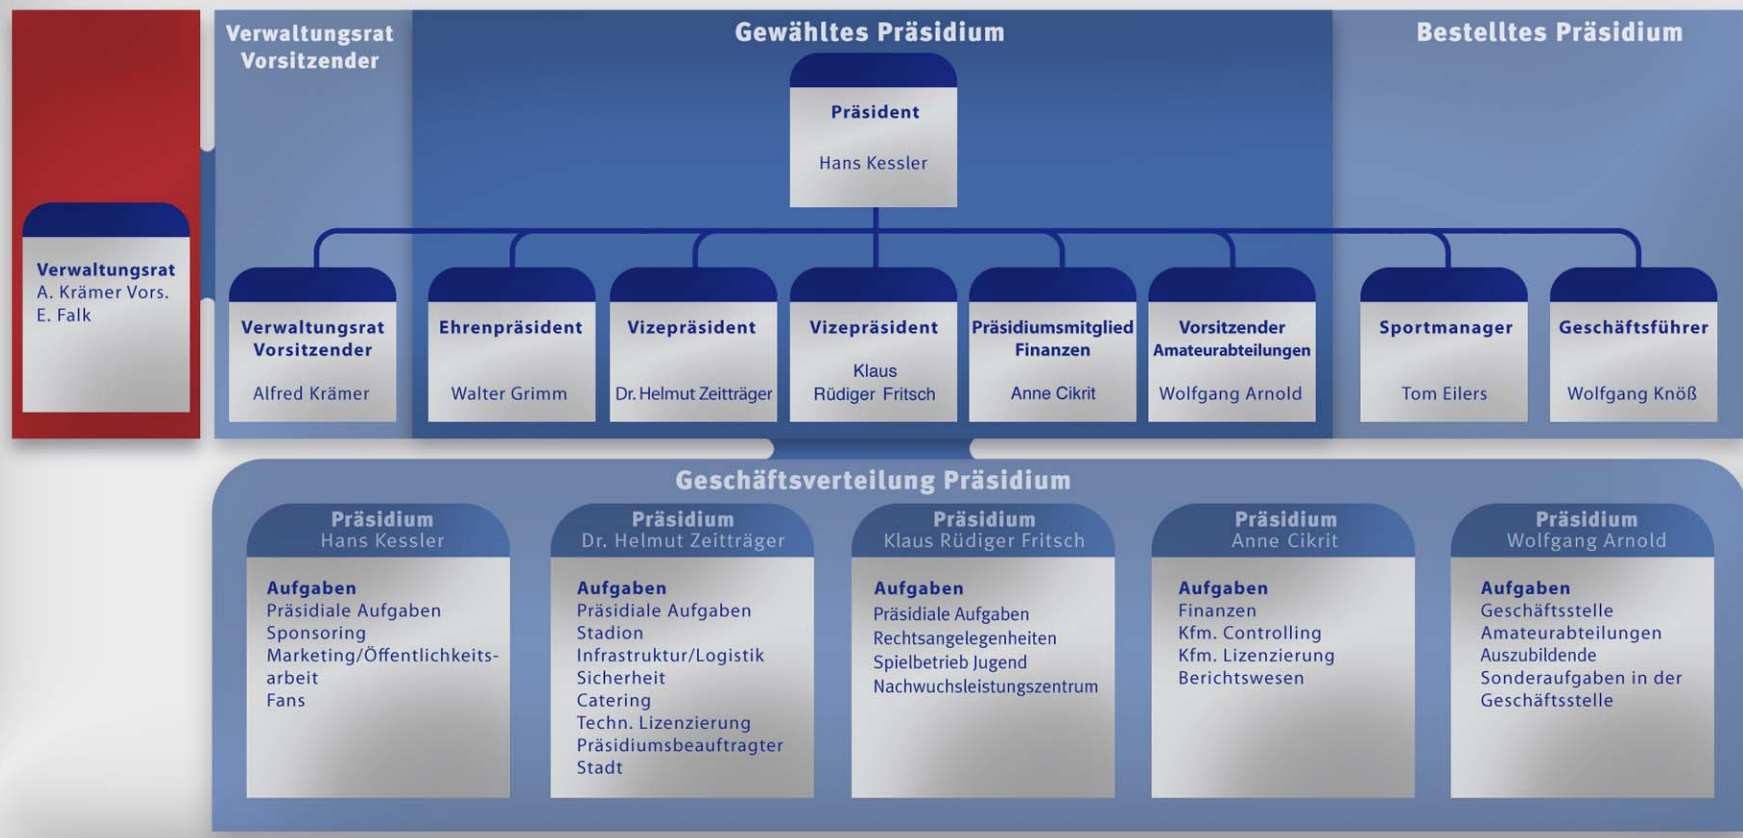 Verwaltungsrat
Vorsitzender
Gewähltes Präsidium
Bestelltes Präsidium
Präsident
Hans Kessler
Verwaltungsrat
A. Krämer Vors.
E. Falk
Verwaltungsrat
Vorsitzender
Alfred Krämer
Ehrenpräsident
Walter Grimm
Vizepräsident
Dr. Helmut Zeitträger
Vizepräsident
Klaus
Rüdiger Fritsch
Präsidiumsmitglied
Finanzen
Anne Cikrit
Vorsitzender
Amateurabteilungen
Wolfgang Arnold
Sportmanager
Tom Eilers
Geschäftsführer
Wolfgang Knöß
Geschäftsverteilung Präsidium
Präsidium
Hans Kessler
Aufgaben
Präsidiale Aufgaben
Sponsoring
Marketing/Öffentlichkeits-
arbeit
Fans
Präsidium
Dr. Helmut Zeitträger
Aufgaben
Präsidiale Aufgaben
Stadion
Infrastruktur/Logistik
Sicherheit
Catering
Techn. Lizenzierung
Präsidiumsbeauftragter
Stadt
Präsidium
Klaus Rüdiger Fritsch
Aufgaben
Präsidiale Aufgaben
Rechtsangelegenheiten
Spielbetrieb Jugend
Nachwuchsleistungszentrum
Präsidium
Anne Cikrit
Aufgaben
Finanzen
Kfm. Controlling
Kfm. Lizenzierung
Berichtswesen
Präsidium
Wolfgang Arnold
Aufgaben
Geschäftsstelle
Amateurabteilungen
Auszubildende
Sonderaufgaben in der
Geschäftsstelle